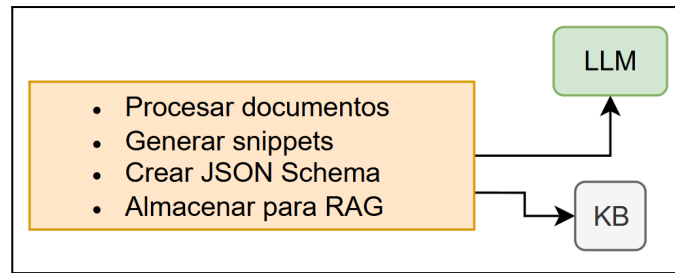 LLM
• Procesar documentos
• Generar snippets
• Crear JSON Schema
• Almacenar para RAG
KB